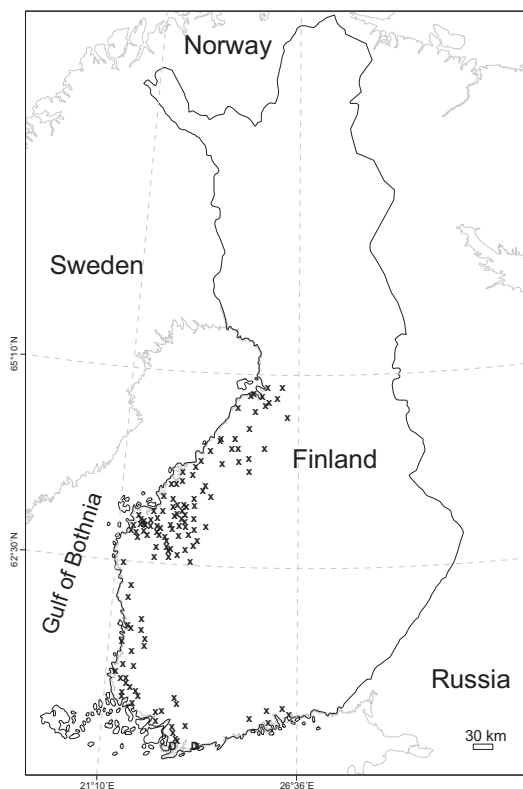 Norway
Sweden
65°10'N
Finland
Gulf of Bothnia
62°30'N
Russia
30 km
21°10'E
26°36'E